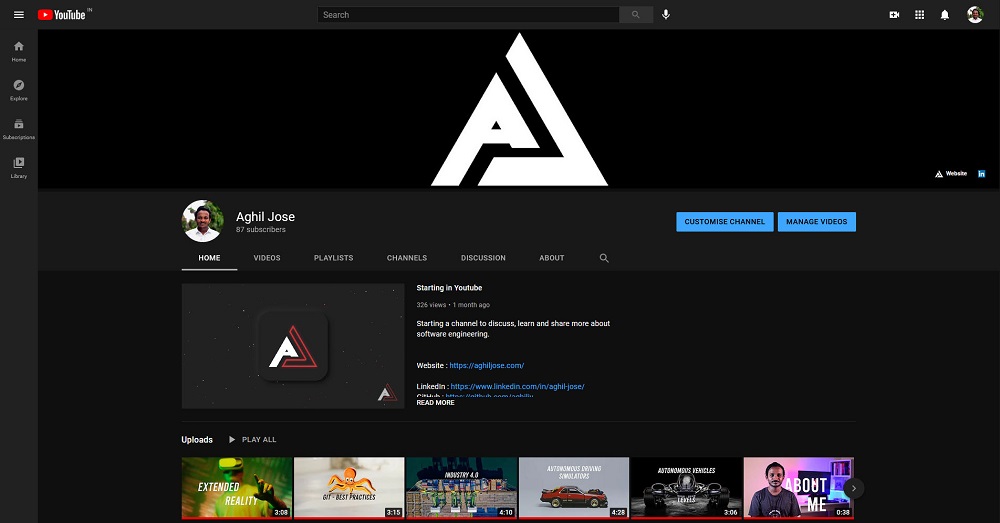 YouTube IN
Search
Home
Explore
Subscriptions
Library
Website
Aghil Jose
87 subscribers
CUSTOMISE CHANNEL
MANAGE VIDEOS
HOME
VIDEOS
PLAYLISTS
CHANNELS
DISCUSSION
ABOUT
Starting in Youtube
326 views • 1 month ago
Starting a channel to discuss, learn and share more about
software engineering.
Website : https://aghiljose.com/
LinkedIn : https://www.linkedin.com/in/aghil-jose/
READ MORE
Uploads
PLAY ALL
EXTENDED
REALITY
3:08
GIT - BEST PRACTICES
3:15
INDUSTRY 4.0
4:10
AUTONOMOUS DRIVING
SIMULATORS
4:28
AUTONOMOUS VEHICLES
LEVELS
3:06
ABOUT
ME
0:38